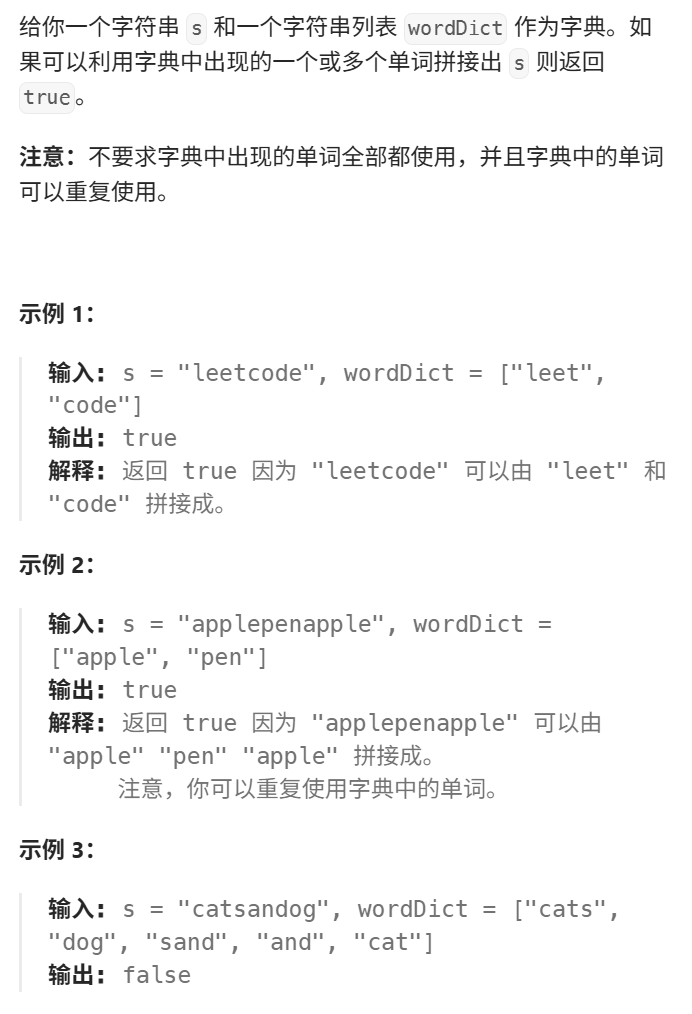 给你一个字符串 s 和一个字符串列表 wordDict 作为字典。如
果可以利用字典中出现的一个或多个单词拼接出 s 则返回
true。
注意：不要求字典中出现的单词全部都使用，并且字典中的单词
可以重复使用。
示例 1：
输入: s = "leetcode", wordDict = ["leet",
"code"]
输出: true
解释: 返回 true 因为 "leetcode" 可以由 "leet" 和
"code" 拼接成。
示例 2：
输入: s = "applepenapple", wordDict =
["apple", "pen"]
输出: true
解释: 返回 true 因为 "applepenapple" 可以由
"apple" "pen" "apple" 拼接成。
注意，你可以重复使用字典中的单词。
示例 3：
输入: s = "catsandog", wordDict = ["cats",
"dog", "sand", "and", "cat"]
输出: false